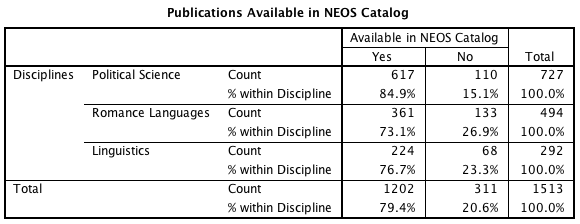 Publications Available in NEOS Catalog
Available in NEOS Catalog
Yes No Total
Disciplines Political Science Count 617 110 727
% within Discipline 84.9% 15.1% 100.0%
Romance Languages Count 361 133 494
% within Discipline 73.1% 26.9% 100.0%
Linguistics Count 224 68 292
% within Discipline 76.7% 23.3% 100.0%
Total Count 1202 311 1513
% within Discipline 79.4% 20.6% 100.0%